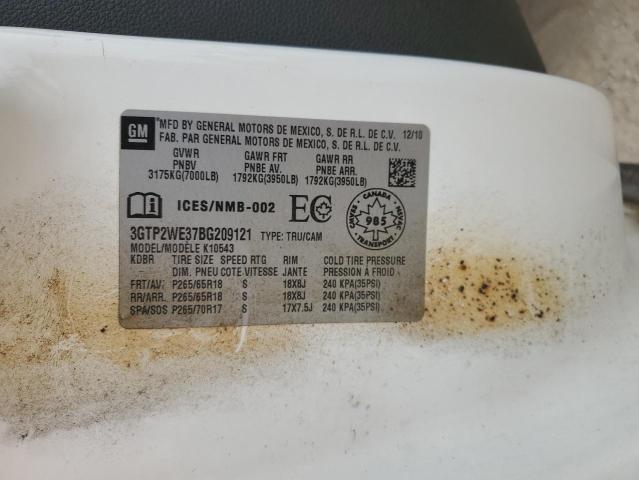 GM
*MFD BY GENERAL MOTORS DE MEXICO, S. DE R.L. DE C.V. 12/10
FAB. PAR GENERAL MOTORS DE MEXICO, S. DE R.L. DE C.V.
GVWR GAWR FRT GAWR RR
PNBV PNBE AV. PNBE ARR.
3175KG(7000LB) 1792KG(3950LB) 1792KG(3950LB)
ICES/NMB-002 EC
CANADA
985
TRANSPORT
3GTP2WE37BG209121 TYPE: TRU/CAM
MODEL/MODÈLE K10543
KDBR TIRE SIZE SPEED RTG RIM COLD TIRE PRESSURE
DIM. PNEU COTE VITESSE JANTE PRESSION À FROID
FRT/AV. P265/65R18 S 18X8J 240 KPA(35PSI)
RR/ARR. P265/65R18 S 18X8J 240 KPA(35PSI)
SPA/SOS P265/70R17 S 17X7.5J 240 KPA(35PSI)